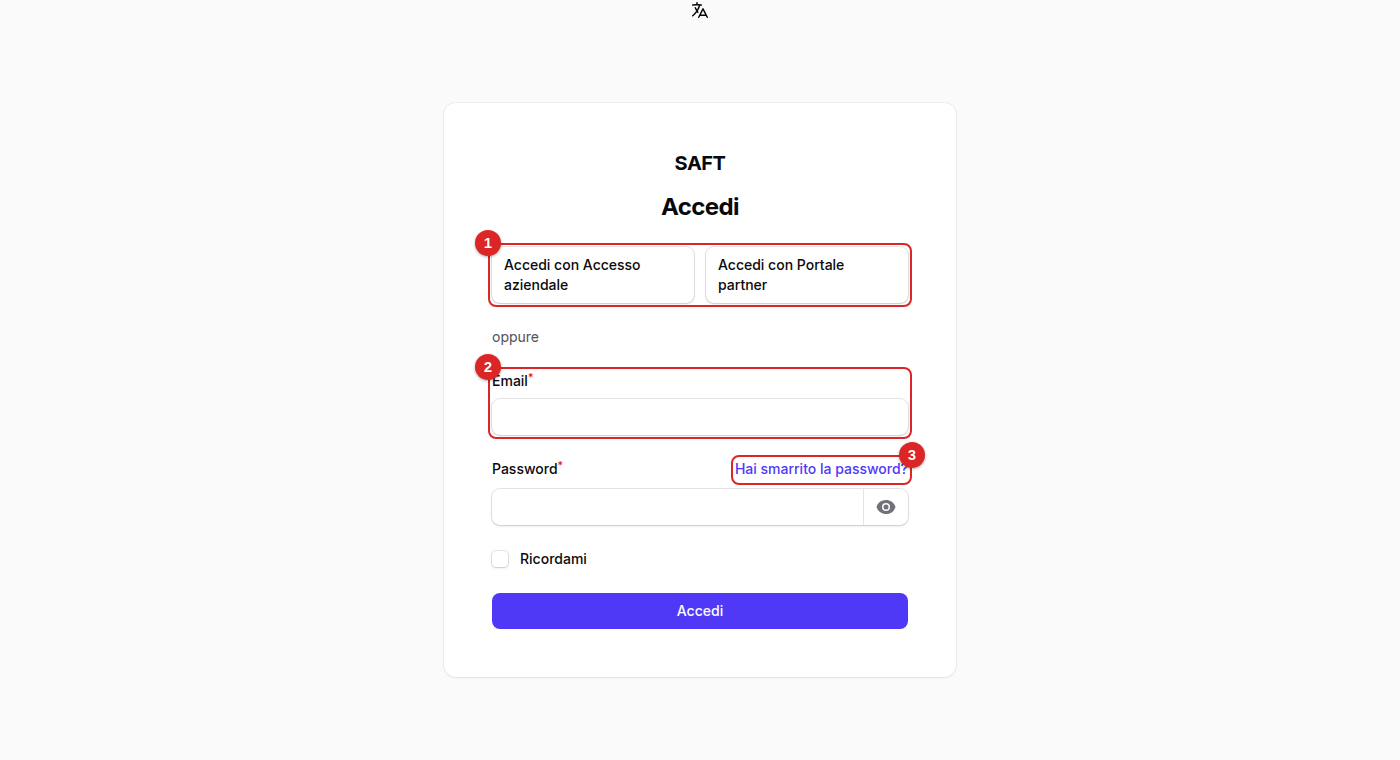 SAFT
Accedi
1
Accedi con Accesso
aziendale
Accedi con Portale
partner
oppure
2
Email*
3
Password*
Hai smarrito la password?
Ricordami
Accedi